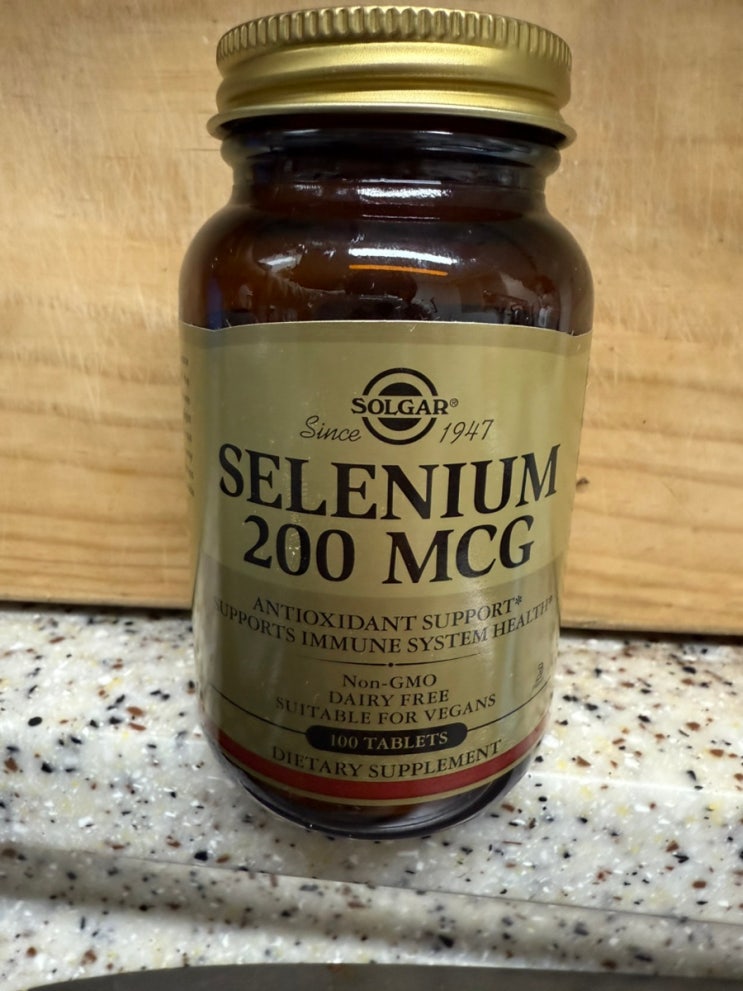 SOLGAR®
Since 1947
SELENIUM
200 MCG
ANTIOXIDANT SUPPORT*
SUPPORTS IMMUNE SYSTEM HEALTH*
Non-GMO
DAIRY FREE
SUITABLE FOR VEGANS
100 TABLETS
DIETARY SUPPLEMENT